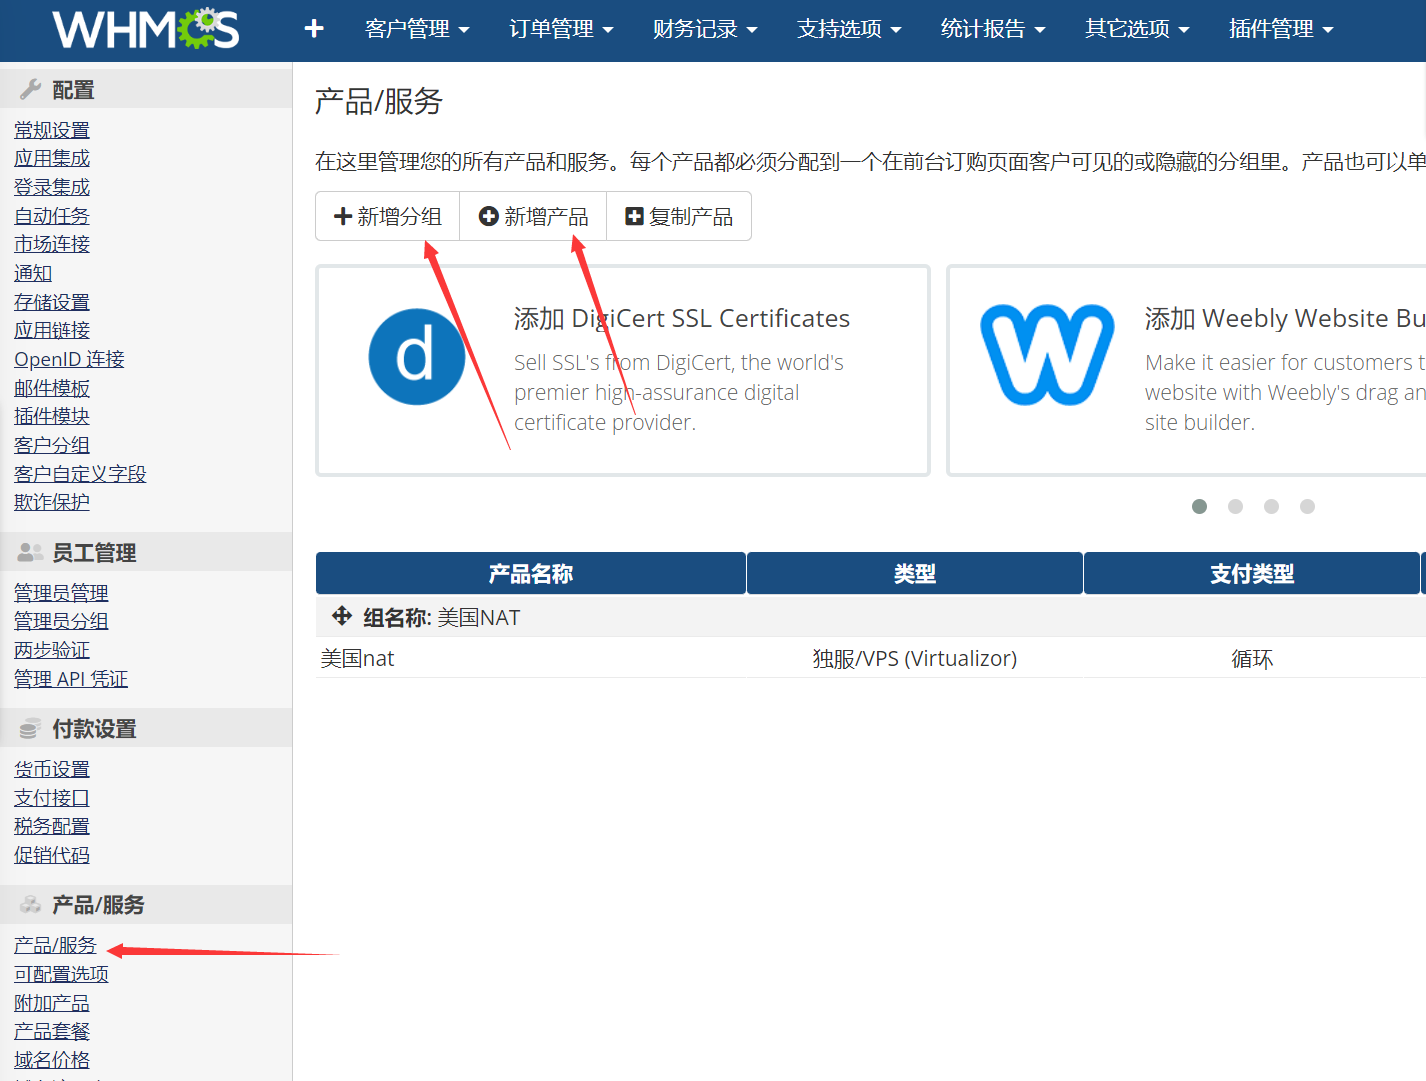 WHMCS
客户管理
订单管理
财务记录
支持选项
统计报告
其它选项
插件管理
配置
常规设置
应用集成
登录集成
自动任务
市场连接
通知
存储设置
应用链接
OpenID 连接
邮件模板
插件模块
客户分组
客户自定义字段
欺诈保护
员工管理
管理员管理
管理员分组
两步验证
管理 API 凭证
付款设置
货币设置
支付接口
税务配置
促销代码
产品/服务
产品/服务
可配置选项
附加产品
产品套餐
域名价格
产品/服务
在这里管理您的所有产品和服务。每个产品都必须分配到一个在前台订购页面客户可见的或隐藏的分组里。产品也可以单
新增分组
新增产品
复制产品
d
添加 DigiCert SSL Certificates
Sell SSL's from DigiCert, the world's
premier high-assurance digital
certificate provider.
添加 Weebly Website Bu
Make it easier for customers t
website with Weebly's drag an
site builder.
产品名称 类型 支付类型
组名称: 美国NAT
美国nat 独服/VPS (Virtualizor) 循环